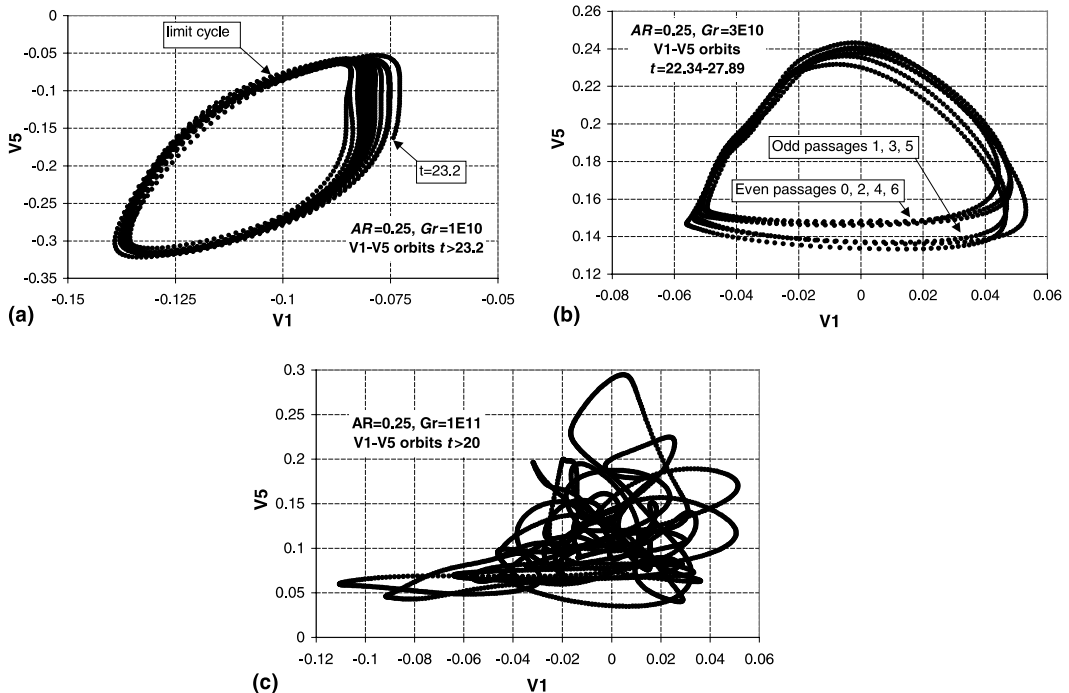 0
-0.05
-0.1
-0.15
-0.2
-0.25
-0.3
-0.35
V5
limit cycle
t=23.2
AR=0.25, Gr=1E10
V1-V5 orbits t>23.2
-0.15
-0.125
-0.1
-0.075
-0.05
V1
(a)
0.26
0.24
0.22
0.2
0.18
0.16
0.14
0.12
V5
AR=0.25, Gr=3E10
V1-V5 orbits
t=22.34-27.89
Odd passages 1, 3, 5
Even passages 0, 2, 4, 6
-0.08
-0.06
-0.04
-0.02
0
0.02
0.04
0.06
V1
(b)
0.3
0.25
0.2
0.15
0.1
0.05
0
V5
AR=0.25, Gr=1E11
V1-V5 orbits t>20
-0.12
-0.1
-0.08
-0.06
-0.04
-0.02
0
0.02
0.04
0.06
V1
(c)